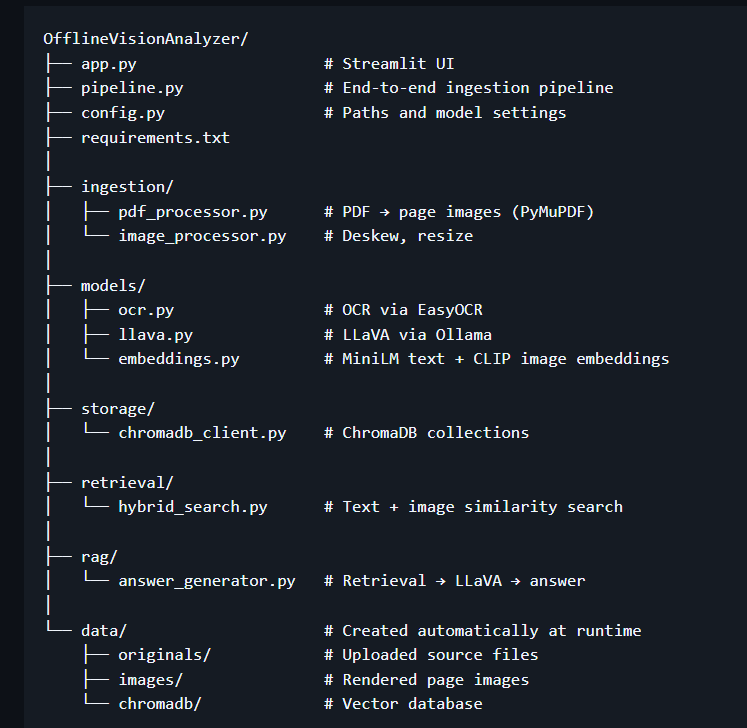 OfflineVisionAnalyzer/
├── app.py                    # Streamlit UI
├── pipeline.py               # End-to-end ingestion pipeline
├── config.py                 # Paths and model settings
├── requirements.txt
│
├── ingestion/
│   ├── pdf_processor.py      # PDF → page images (PyMuPDF)
│   └── image_processor.py    # Deskew, resize
│
├── models/
│   ├── ocr.py                # OCR via EasyOCR
│   ├── llava.py              # LLaVA via Ollama
│   └── embeddings.py         # MiniLM text + CLIP image embeddings
│
├── storage/
│   └── chromadb_client.py    # ChromaDB collections
│
├── retrieval/
│   └── hybrid_search.py      # Text + image similarity search
│
├── rag/
│   └── answer_generator.py   # Retrieval → LLaVA → answer
│
└── data/                     # Created automatically at runtime
    ├── originals/            # Uploaded source files
    ├── images/               # Rendered page images
    └── chromadb/             # Vector database